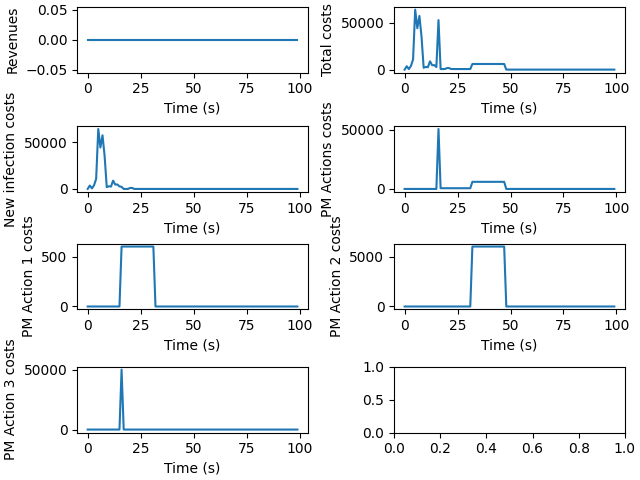 Revenues
0.05
0.00
−0.05
0 25 50 75 100
Time (s)
Total costs
50000
0
0 25 50 75 100
Time (s)
New infection costs
50000
0
0 25 50 75 100
Time (s)
PM Actions costs
50000
0
0 25 50 75 100
Time (s)
PM Action 1 costs
500
0
0 25 50 75 100
Time (s)
PM Action 2 costs
5000
0
0 25 50 75 100
Time (s)
PM Action 3 costs
50000
0
0 25 50 75 100
Time (s)
1.0
0.5
0.0
0.0 0.2 0.4 0.6 0.8 1.0